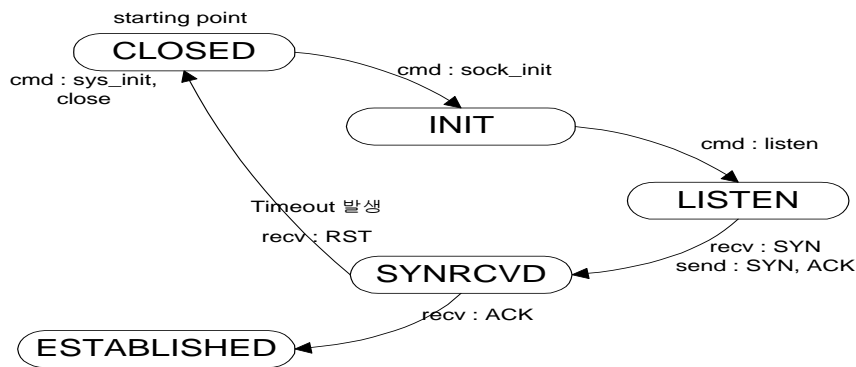 starting point
CLOSED
cmd : sys_init,
close
cmd : sock_init
INIT
cmd : listen
LISTEN
recv : SYN
send : SYN, ACK
Timeout 발생
recv : RST
SYNRCVD
recv : ACK
ESTABLISHED